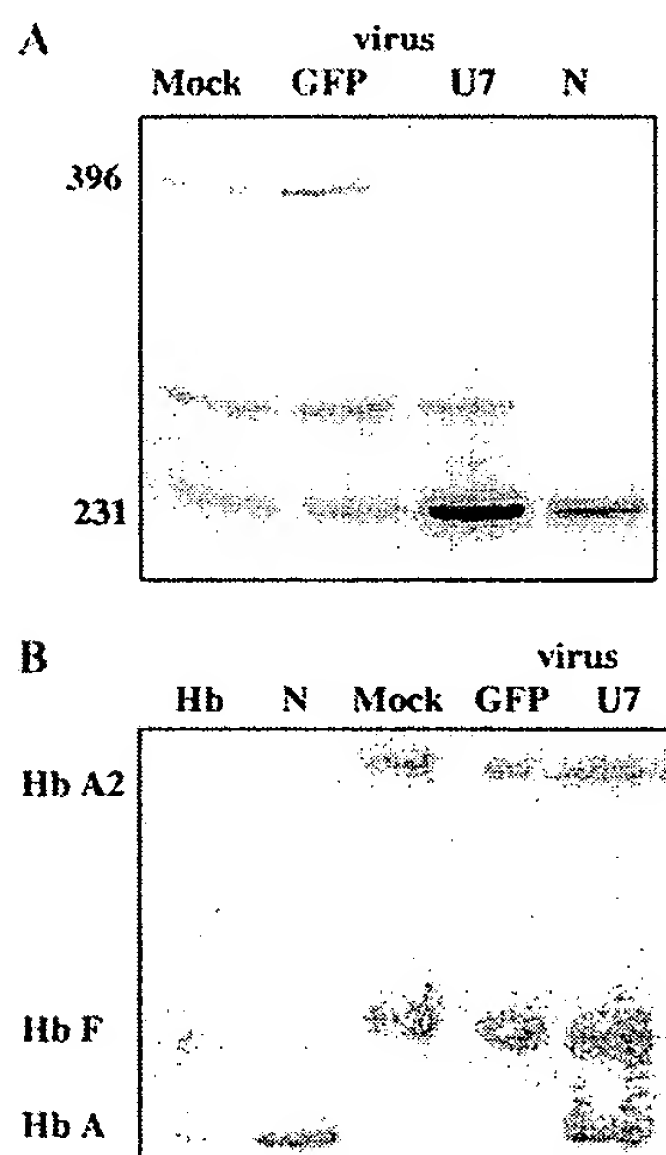 A
virus
Mock GFP U7 N
396
231
B
virus
Hb N Mock GFP U7
Hb A2
Hb F
Hb A